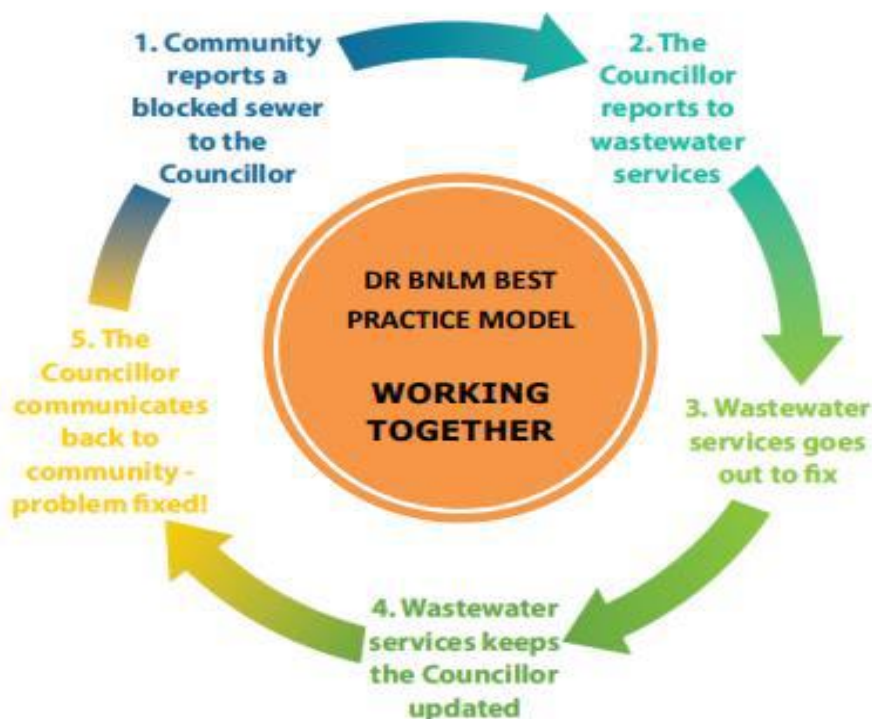 1. Community
reports a
blocked sewer
to the
Councillor
2. The
Councillor
reports to
wastewater
services
DR BNLM BEST
PRACTICE MODEL
WORKING
TOGETHER
3. Wastewater
services goes
out to fix
4. Wastewater
services keeps
the Councillor
updated
5. The
Councillor
communicates
back to
community -
problem fixed!